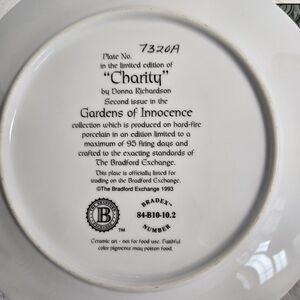 Plate No. 7320A
in the limited edition of
"Charity"
by Donna Richardson
Second issue in the
Gardens of Innocence
collection which is produced on hard-fire
porcelain in an edition limited to a
maximum of 95 firing days and
crafted to the exacting standards of
The Bradford Exchange.
This plate is officially listed for
trading on the Bradford Exchange.
©The Bradford Exchange 1993
B
™
BRADEX™
84-B10-10.2
NUMBER
Ceramic art - not for food use. Faithful
color pigments may poison food.